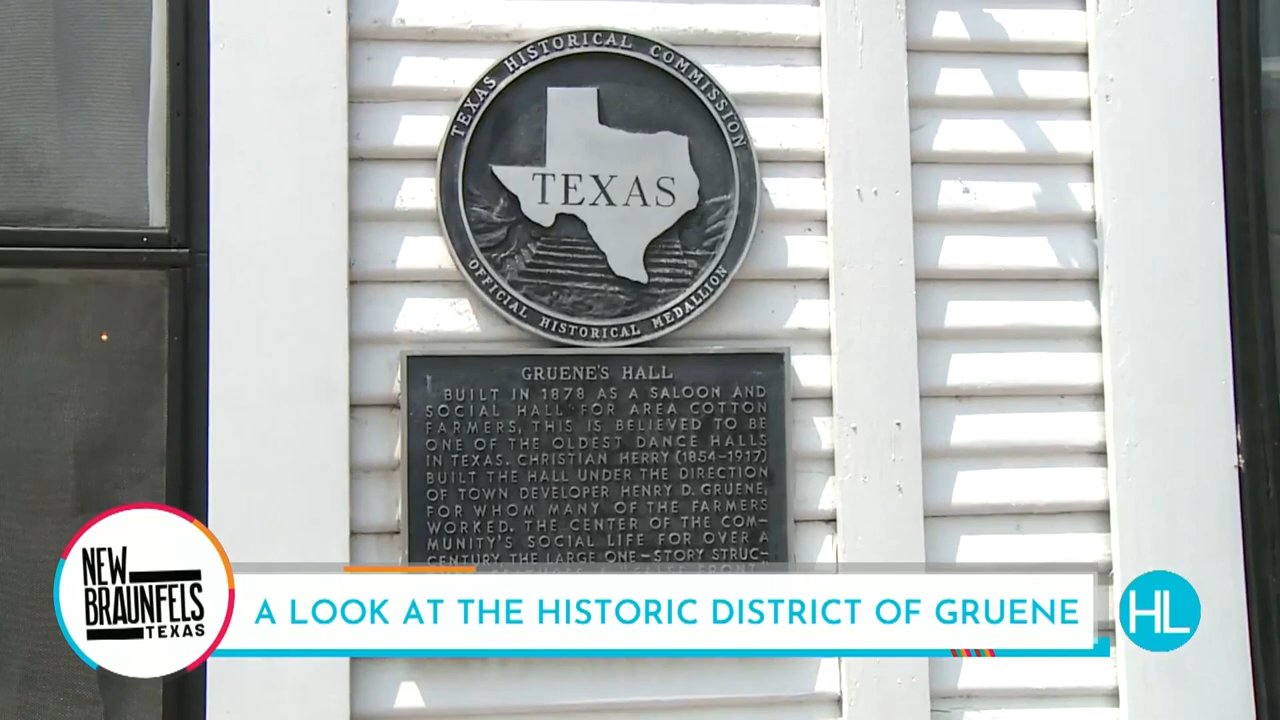 TEXAS HISTORICAL COMMISSION
TEXAS
OFFICIAL HISTORICAL MEDALLION
GRUENE'S HALL
BUILT IN 1878 AS A SALOON AND
SOCIAL HALL FOR AREA COTTON
FARMERS, THIS IS BELIEVED TO BE
ONE OF THE OLDEST DANCE HALLS
IN TEXAS. CHRISTIAN HERRY (1854-1917)
BUILT THE HALL UNDER THE DIRECTION
OF TOWN DEVELOPER HENRY D. GRUENE,
FOR WHOM MANY OF THE FARMERS
WORKED. THE CENTER OF THE COM-
MUNITY'S SOCIAL LIFE FOR OVER A
CENTURY, THE LARGE ONE-STORY STRUC-
NEW
BRAUNFELS
TEXAS
A LOOK AT THE HISTORIC DISTRICT OF GRUENE
HL